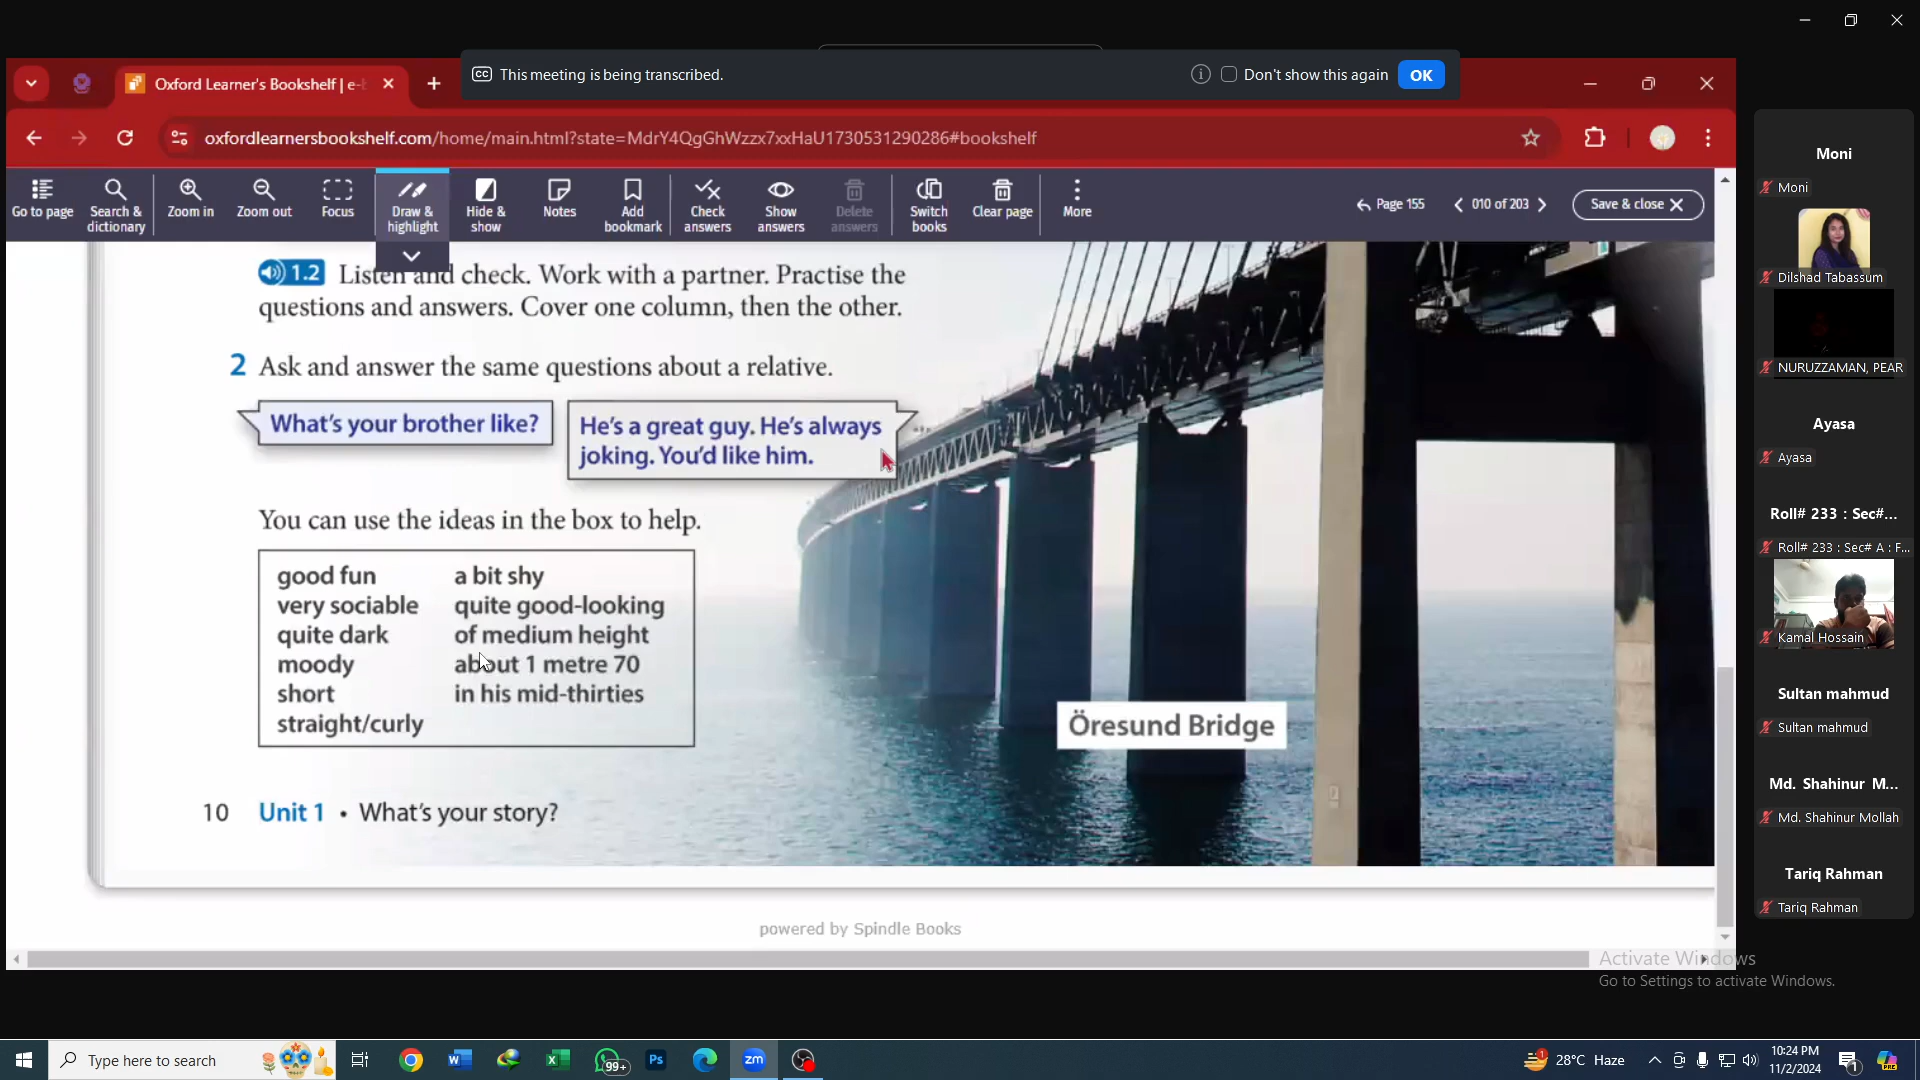 This meeting is being transcribed.
Don't show this again
OK
Oxford Learner's Bookshelf | e-b
oxfordlearnersbookshelf.com/home/main.html?state=MdrY4QgGhWzzx7xxHaU1730531290286#bookshelf
Go to page
Search & dictionary
Zoom in
Zoom out
Focus
Draw & highlight
Hide & show
Notes
Add bookmark
Check answers
Show answers
Delete answers
Switch books
Clear page
More
Page 155
010 of 203
Save & close
1.2 Listen and check. Work with a partner. Practise the
questions and answers. Cover one column, then the other.
2 Ask and answer the same questions about a relative.
What's your brother like?
He's a great guy. He's always
joking. You'd like him.
You can use the ideas in the box to help.
good fun
very sociable
quite dark
moody
short
straight/curly
a bit shy
quite good-looking
of medium height
about 1 metre 70
in his mid-thirties
Öresund Bridge
10 Unit 1 • What's your story?
powered by Spindle Books
Moni
Moni
Dilshad Tabassum
NURUZZAMAN, PEAR
Ayasa
Ayasa
Roll# 233 : Sec#...
Roll# 233 : Sec# A : F...
Kamal Hossain
Sultan mahmud
Sultan mahmud
Md. Shahinur M...
Md. Shahinur Mollah
Tariq Rahman
Tariq Rahman
Activate Windows
Go to Settings to activate Windows.
Type here to search
99+
28°C Haze
10:24 PM
11/2/2024